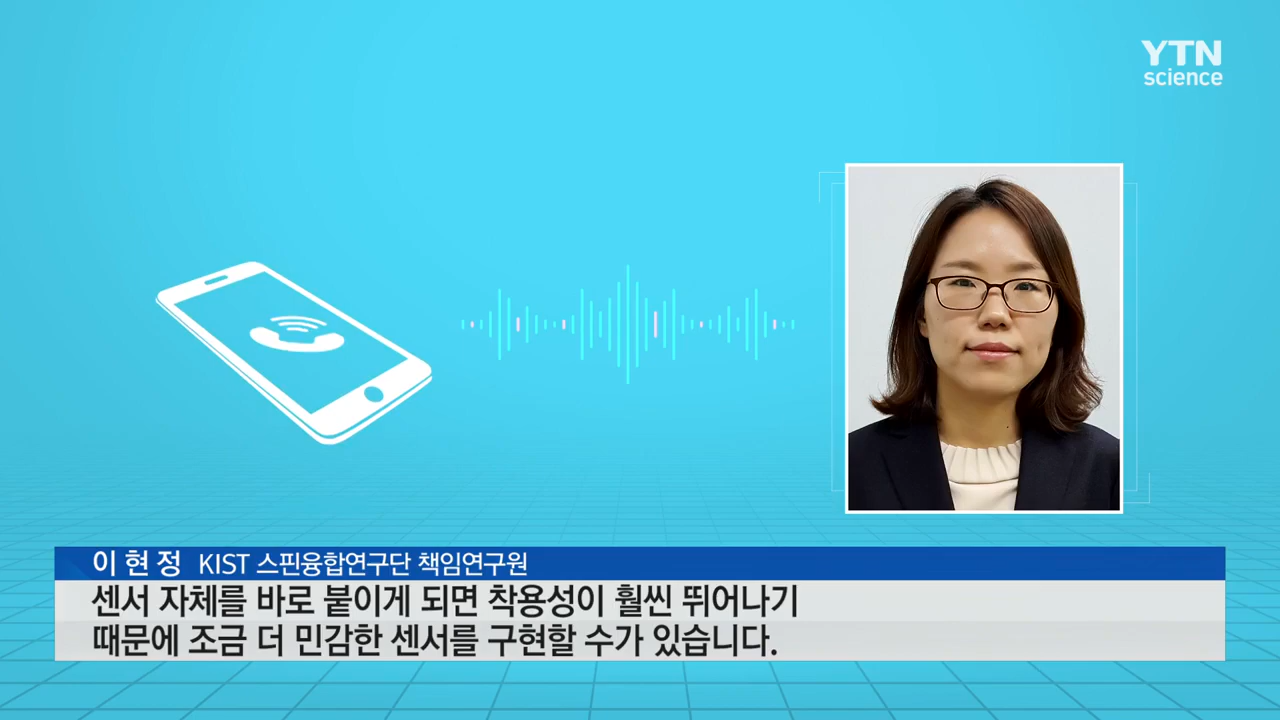 YTN
science
이현정 KIST 스핀융합연구단 책임연구원
센서 자체를 바로 붙이게 되면 착용성이 훨씬 뛰어나기
때문에 조금 더 민감한 센서를 구현할 수가 있습니다.